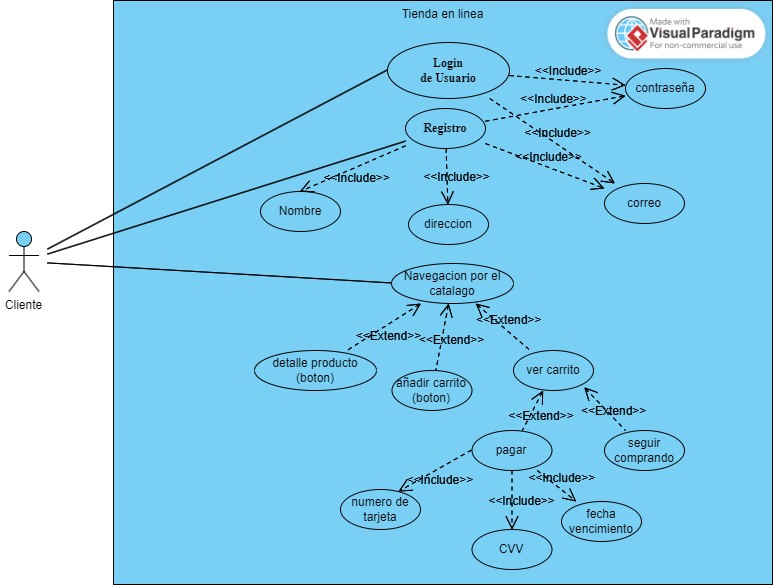 Tienda en linea
Made with
VisualParadigm
For non-commercial use
Login
de Usuario
<<Include>>
contraseña
<<Include>>
Registro
<<Include>>
<<Include>>
<<Include>>
<<Include>>
Nombre
direccion
correo
Cliente
Navegacion por el
catalago
<<Extend>>
<<Extend>>
<<Extend>>
detalle producto
(boton)
añadir carrito
(boton)
ver carrito
<<Extend>>
<<Extend>>
pagar
seguir
comprando
<<Include>>
<<Include>>
<<Include>>
numero de
tarjeta
fecha
vencimiento
CVV